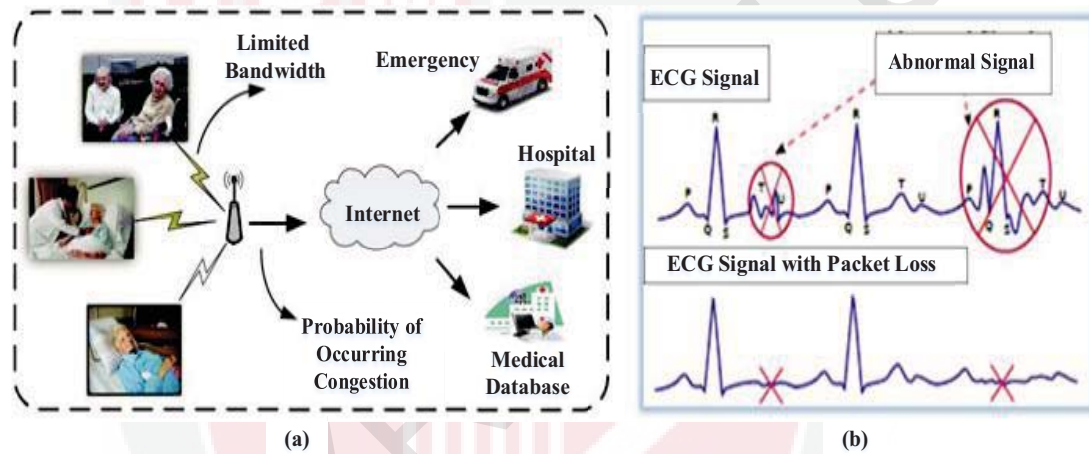 Limited
Bandwidth
Emergency
Hospital
Internet
Probability of
Occurring
Congestion
Medical
Database
(a)
ECG Signal
Abnormal Signal
R
R
R
P
T
U
P
T
U
P
T
U
Q S
Q S
Q S
ECG Signal with Packet Loss
(b)